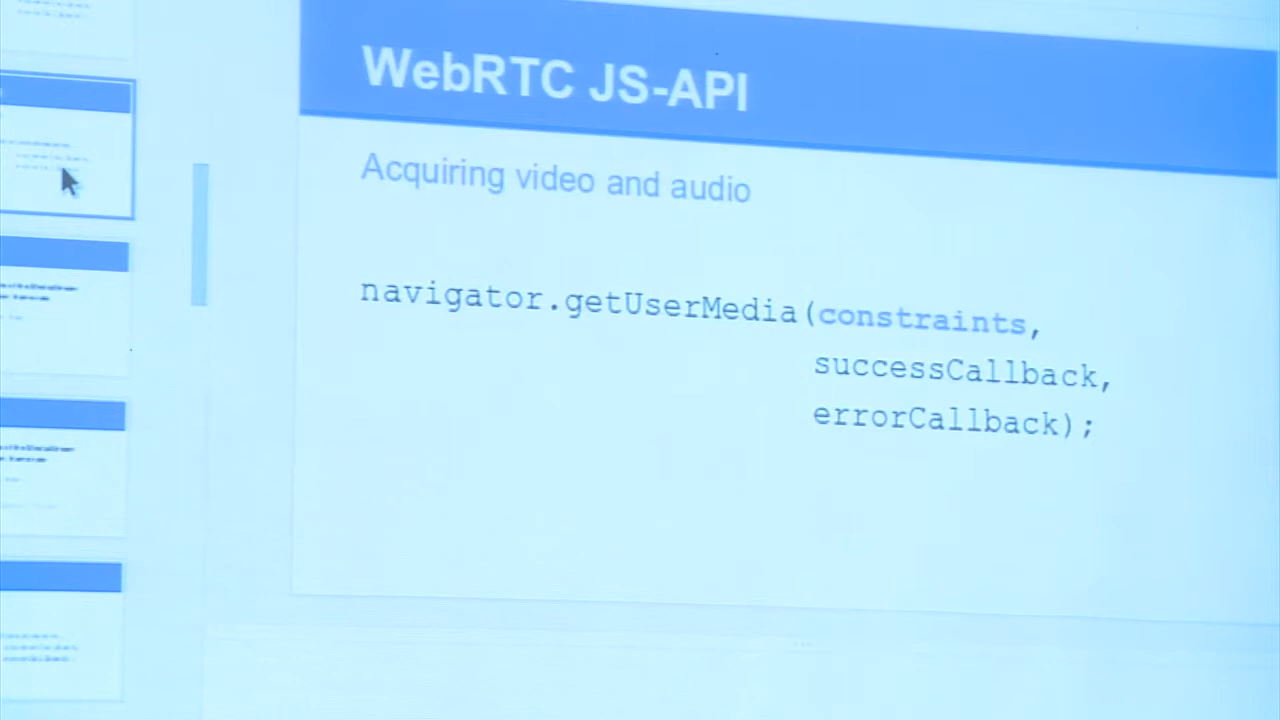 WebRTC JS-API
Acquiring video and audio
navigator.getUserMedia(constraints,
successCallback,
errorCallback);